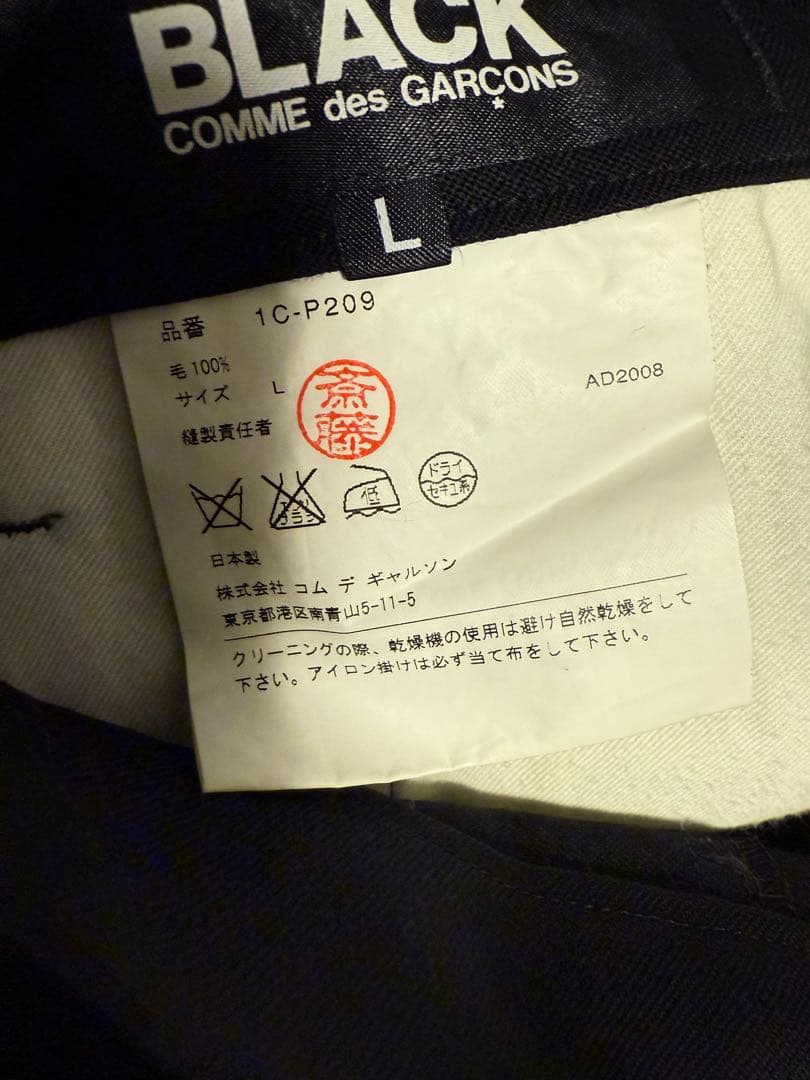 BLACK
COMME des GARÇONS
L
品番 1C-P209
毛100%
サイズ L
AD2008
縫製責任者
斎藤
低
ドライ
セキユ系
日本製
株式会社 コム デ ギャルソン
東京都港区南青山5-11-5
クリーニングの際、乾燥機の使用は避け自然乾燥をして
下さい。アイロン掛けは必ず当て布をして下さい。